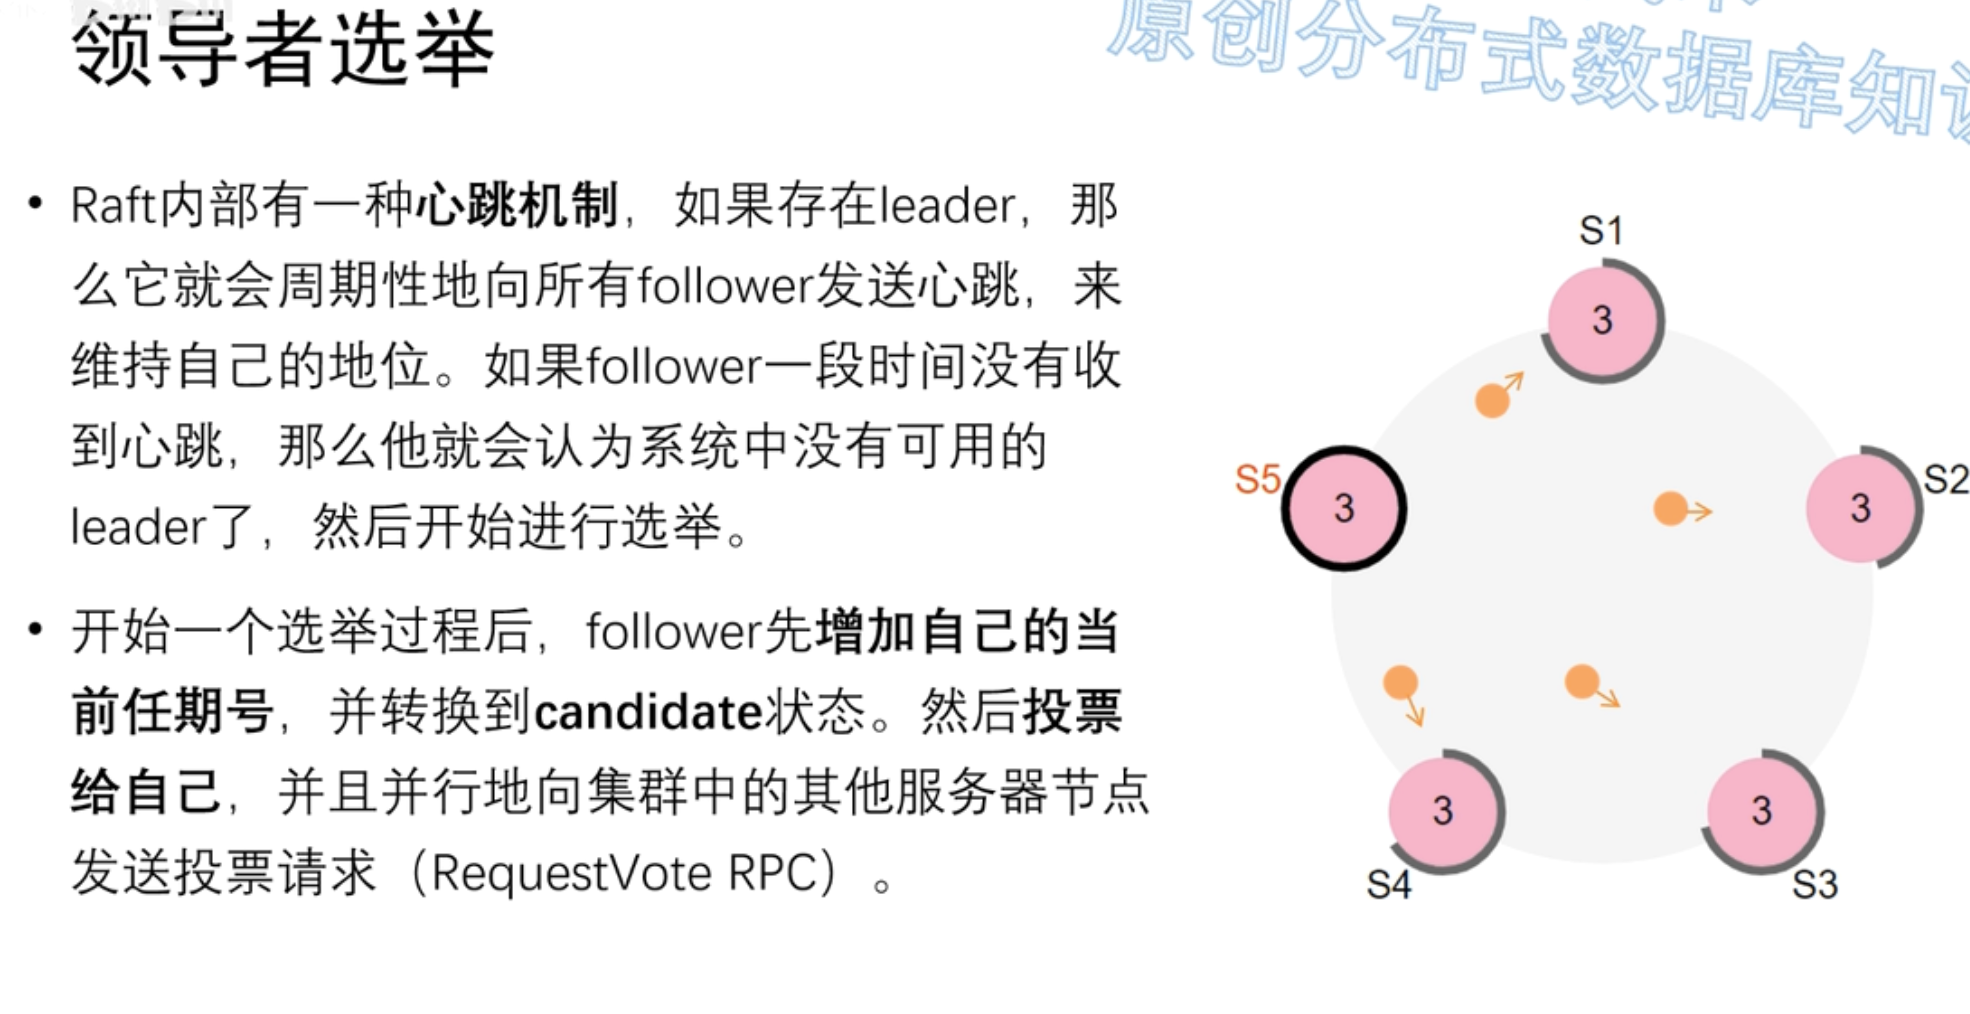 领导者选举
原创分布式数据库知
• Raft内部有一种心跳机制，如果存在leader，那
么它就会周期性地向所有follower发送心跳，来
维持自己的地位。如果follower一段时间没有收
到心跳，那么他就会认为系统中没有可用的
leader了，然后开始进行选举。
• 开始一个选举过程后，follower先增加自己的当
前任期号，并转换到candidate状态。然后投票
给自己，并且并行地向集群中的其他服务器节点
发送投票请求（RequestVote RPC）。
S1
3
S5
3
3
S2
3
3
S4
S3